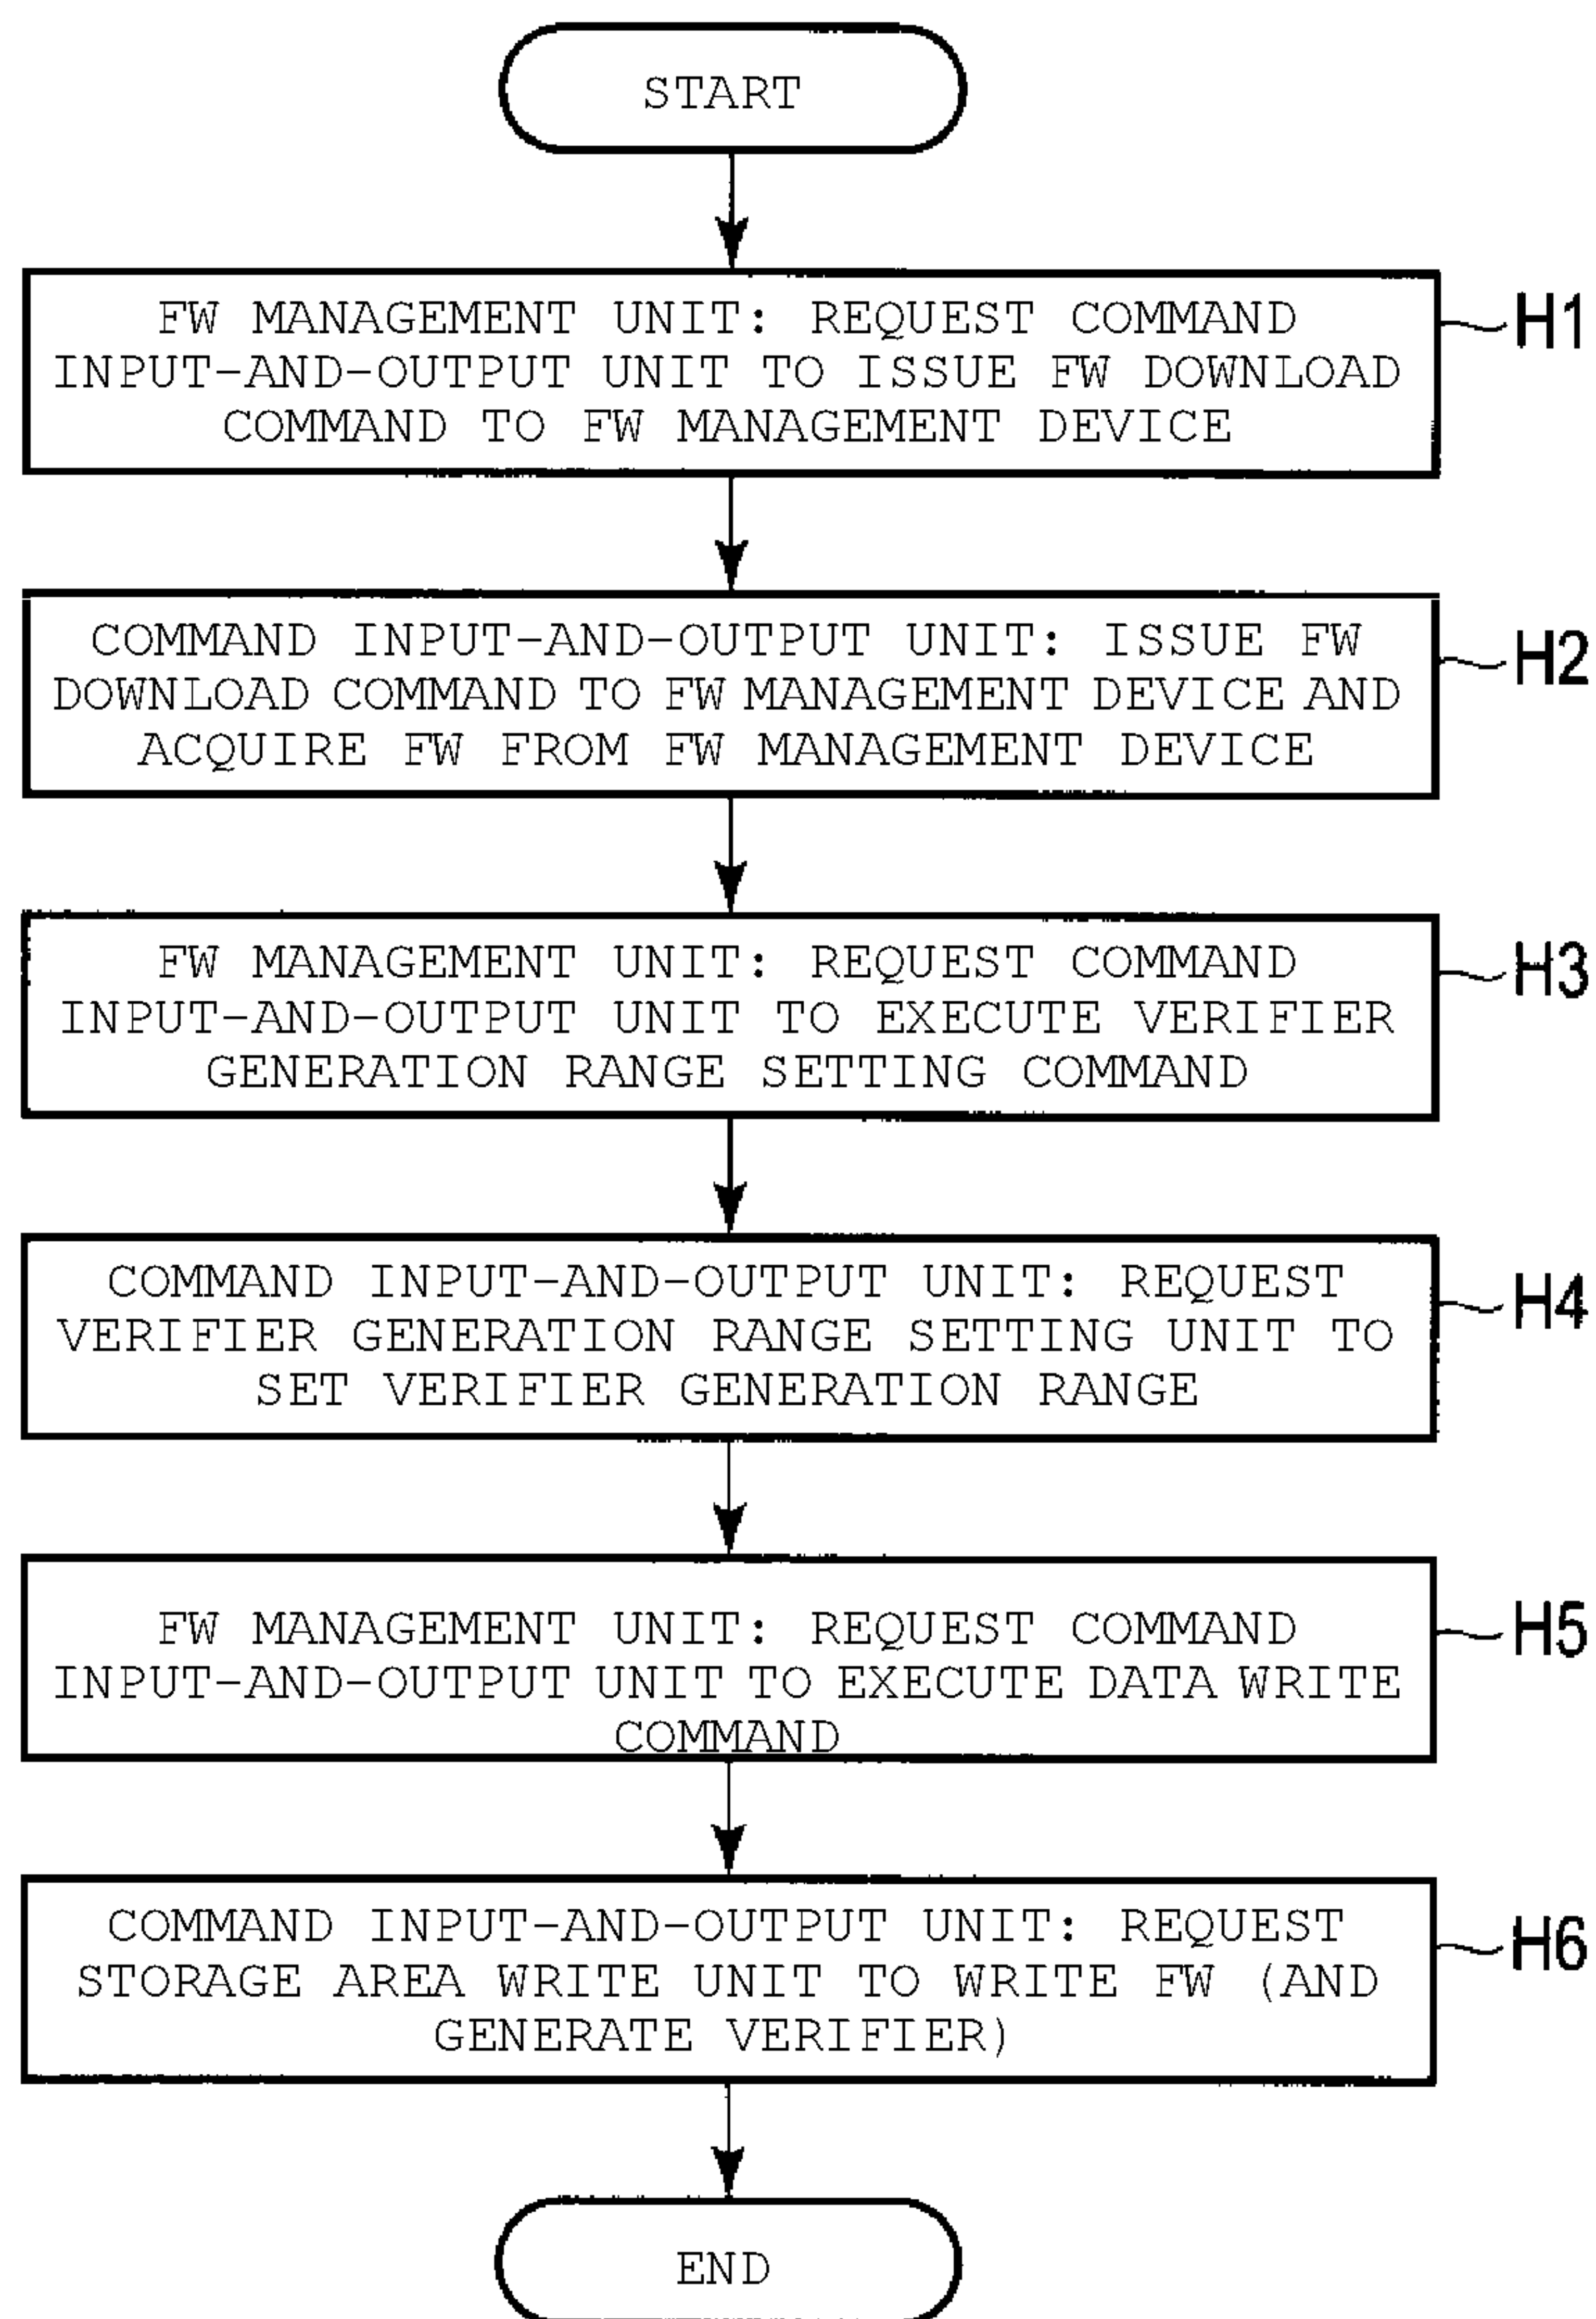 START
FW MANAGEMENT UNIT: REQUEST COMMAND
INPUT-AND-OUTPUT UNIT TO ISSUE FW DOWNLOAD
COMMAND TO FW MANAGEMENT DEVICE
H1
COMMAND INPUT-AND-OUTPUT UNIT: ISSUE FW
DOWNLOAD COMMAND TO FW MANAGEMENT DEVICE AND
ACQUIRE FW FROM FW MANAGEMENT DEVICE
H2
FW MANAGEMENT UNIT: REQUEST COMMAND
INPUT-AND-OUTPUT UNIT TO EXECUTE VERIFIER
GENERATION RANGE SETTING COMMAND
H3
COMMAND INPUT-AND-OUTPUT UNIT: REQUEST
VERIFIER GENERATION RANGE SETTING UNIT TO
SET VERIFIER GENERATION RANGE
H4
FW MANAGEMENT UNIT: REQUEST COMMAND
INPUT-AND-OUTPUT UNIT TO EXECUTE DATA WRITE
COMMAND
H5
COMMAND INPUT-AND-OUTPUT UNIT: REQUEST
STORAGE AREA WRITE UNIT TO WRITE FW (AND
GENERATE VERIFIER)
H6
END